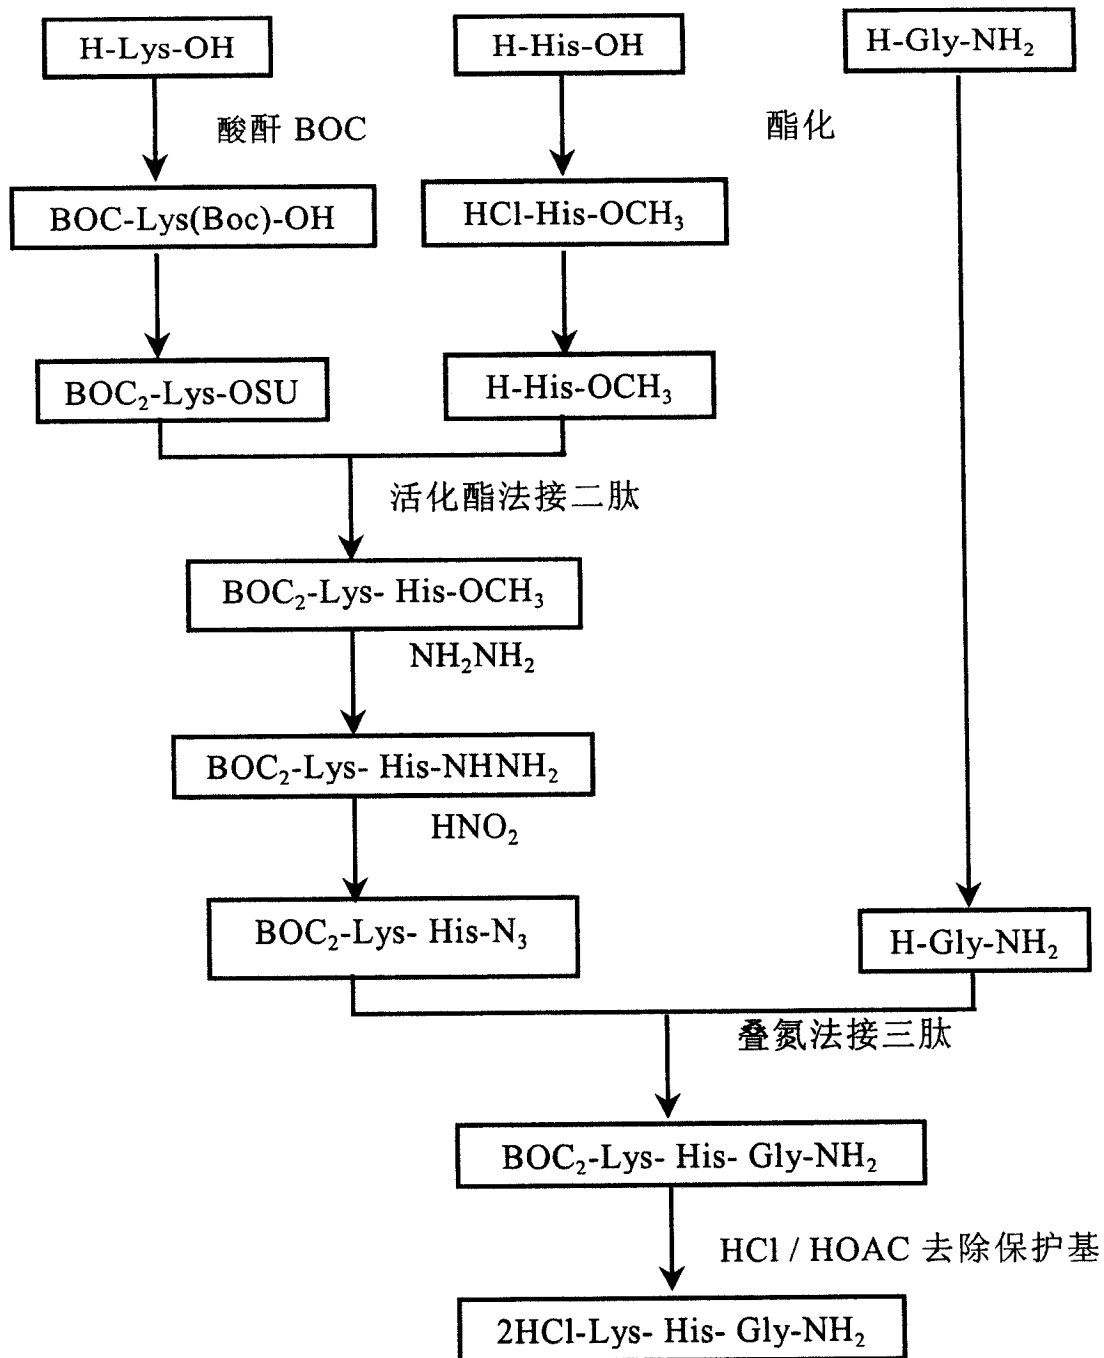 H-Lys-OH
H-His-OH
H-Gly-NH₂
酸酐 BOC
酯化
BOC-Lys(Boc)-OH
HCl-His-OCH₃
BOC₂-Lys-OSU
H-His-OCH₃
活化酯法接二肽
BOC₂-Lys- His-OCH₃
NH₂NH₂
BOC₂-Lys- His-NHNH₂
HNO₂
BOC₂-Lys- His-N₃
H-Gly-NH₂
叠氮法接三肽
BOC₂-Lys- His- Gly-NH₂
HCl / HOAC 去除保护基
2HCl-Lys- His- Gly-NH₂